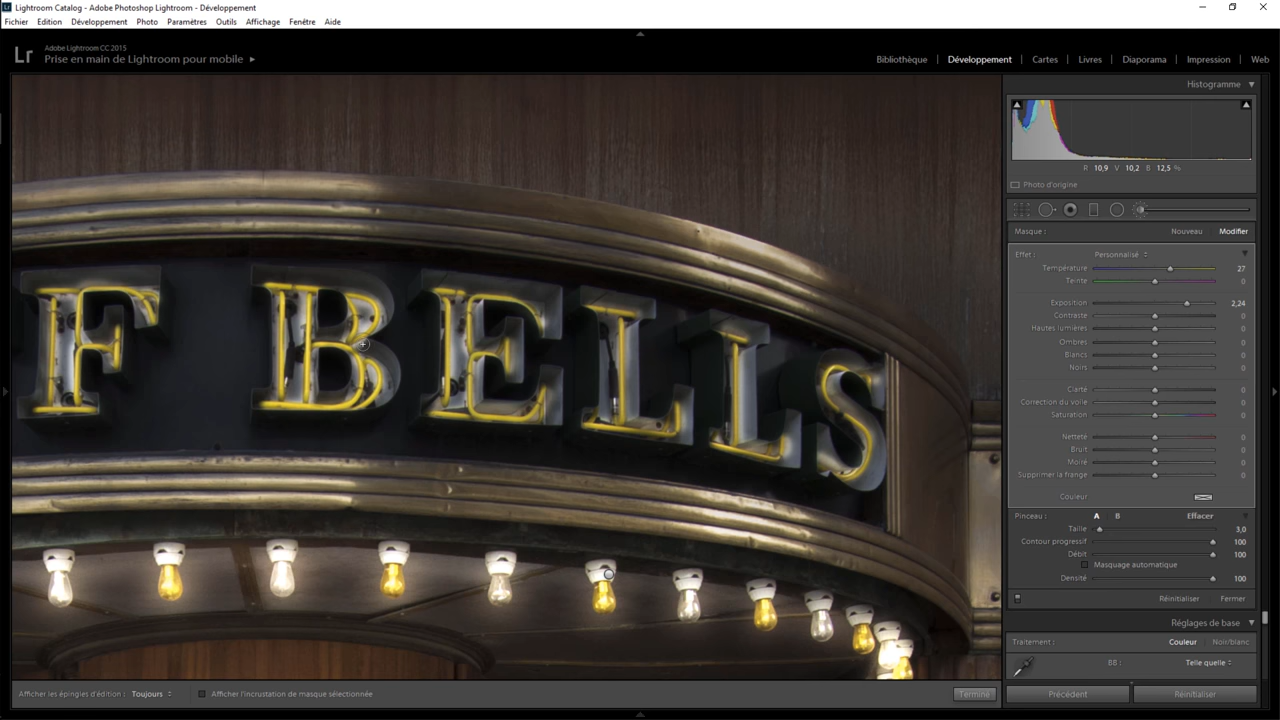 Lightroom Catalog - Adobe Photoshop Lightroom - Développement
Fichier Edition Développement Photo Paramètres Outils Affichage Fenêtre Aide
Lr
Adobe Lightroom CC 2015
Prise en main de Lightroom pour mobile
Bibliothèque | Développement | Cartes | Livres | Diaporama | Impression | Web
Histogramme
R 10,9 V 10,2 B 12,5 %
Photo d'origine
Masque : Nouveau Modifier
Effet : Personnalisé
Température 27
Teinte 0
Exposition 2,24
Contraste 0
Hautes lumières 0
Ombres 0
Blancs 0
Noirs 0
Clarté 0
Correction du voile 0
Saturation 0
Netteté 0
Bruit 0
Moiré 0
Supprimer la frange 0
Couleur
Pinceau : A B Effacer
Taille 3,0
Contour progressif 100
Débit 100
Masquage automatique
Densité 100
Réinitialiser Fermer
Réglages de base
Traitement : Couleur Noir/blanc
BB : Telle quelle
Précédent Réinitialiser
F BELLS
Afficher les épingles d'édition : Toujours Afficher l'incrustation de masque sélectionnée Terminé